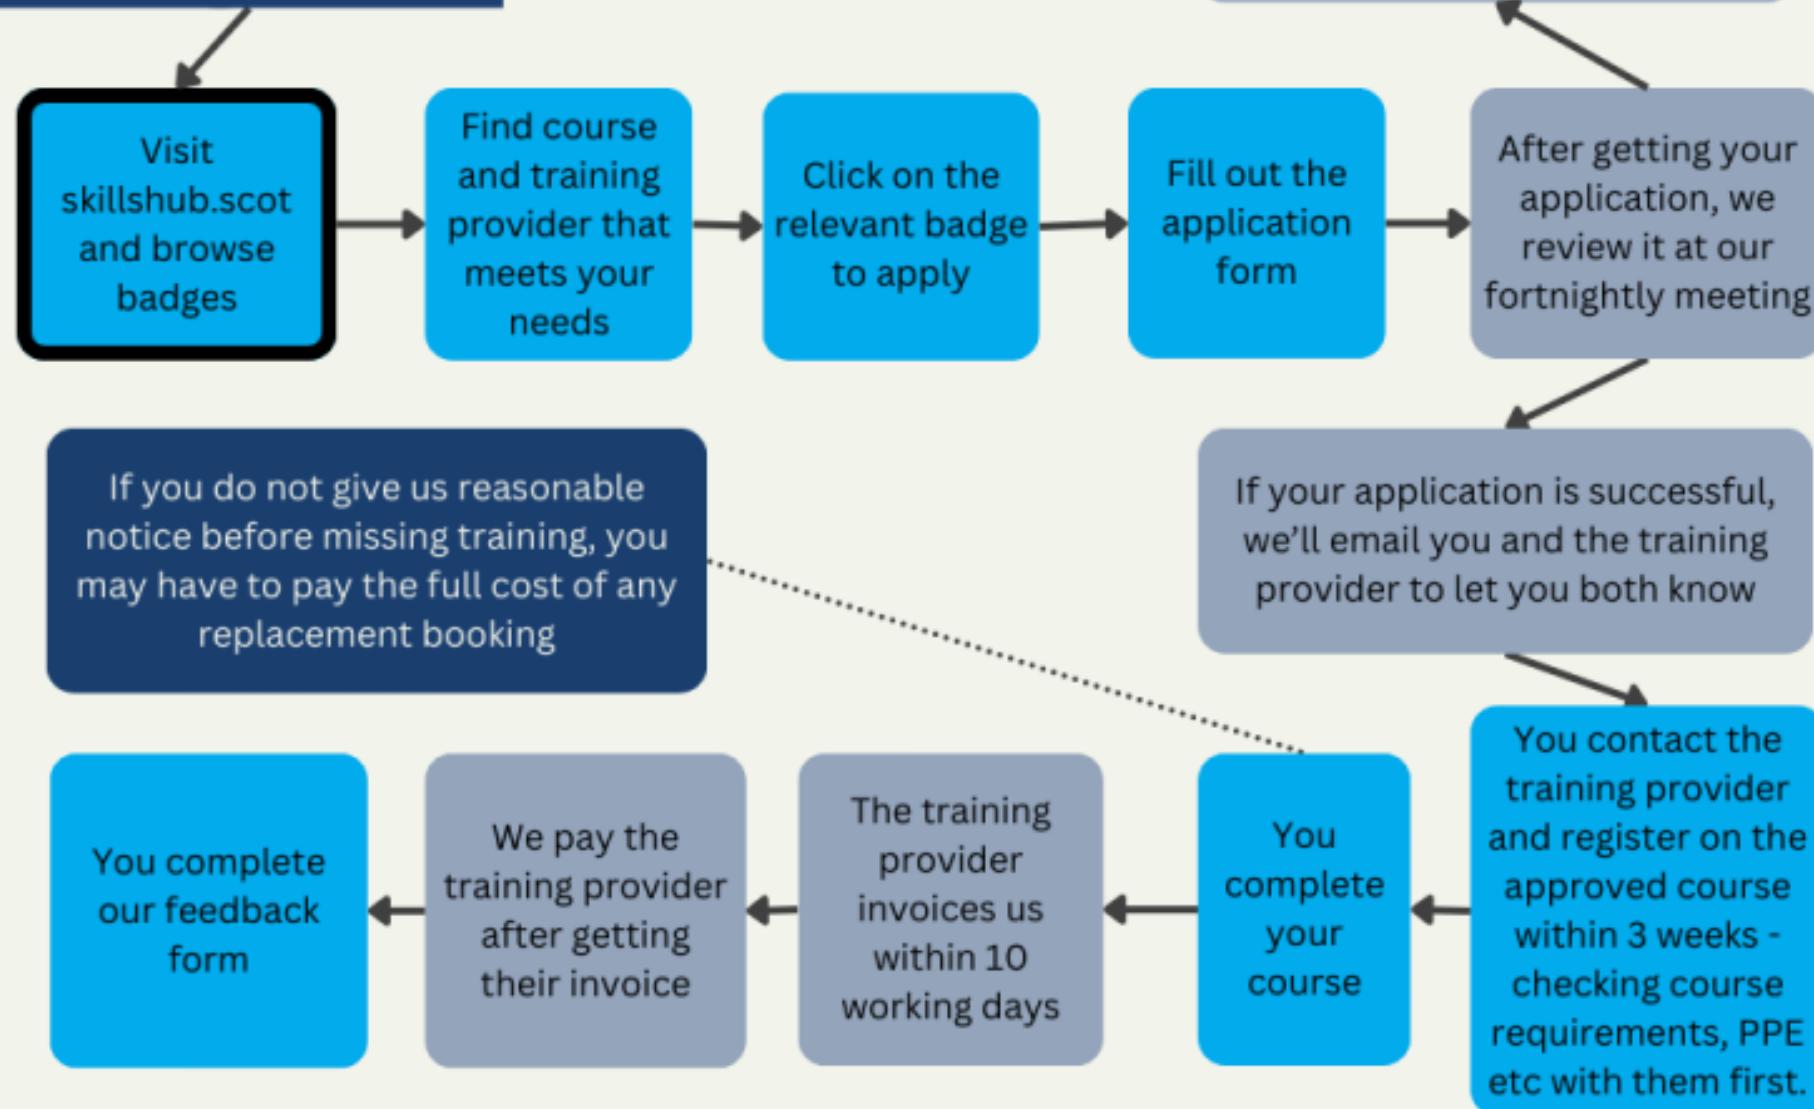 Visit
skillshub.scot
and browse
badges
Find course
and training
provider that
meets your
needs
Click on the
relevant badge
to apply
Fill out the
application
form
After getting your
application, we
review it at our
fortnightly meeting
If your application is successful,
we’ll email you and the training
provider to let you both know
You contact the
training provider
and register on the
approved course
within 3 weeks -
checking course
requirements, PPE
etc with them first.
You
complete
your
course
If you do not give us reasonable
notice before missing training, you
may have to pay the full cost of any
replacement booking
The training
provider
invoices us
within 10
working days
We pay the
training provider
after getting
their invoice
You complete
our feedback
form